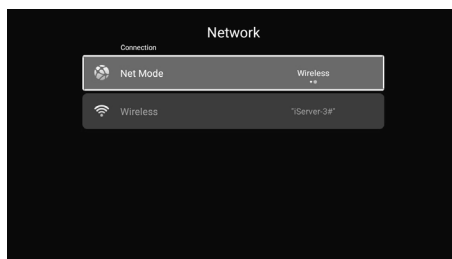 Network
Connection
Net Mode
Wireless
Wireless
"iServer-3#"